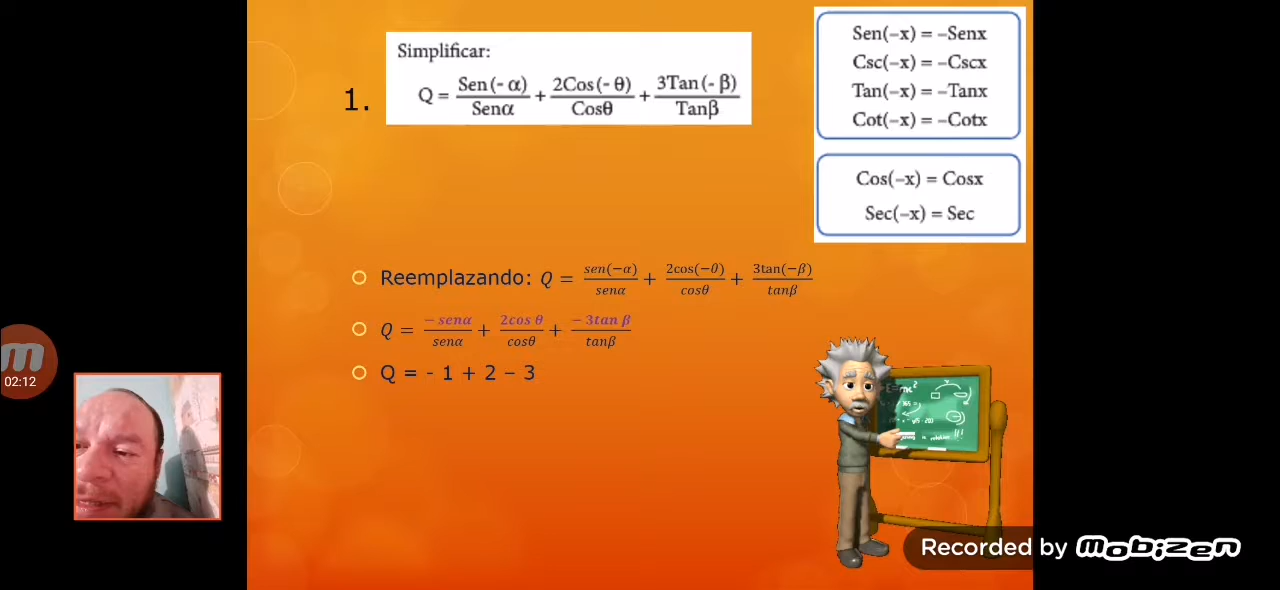 Simplificar:
1. Q = Sen(- α)/Senα + 2Cos(- θ)/Cosθ + 3Tan(- β)/Tanβ
Sen(–x) = –Senx
Csc(–x) = –Cscx
Tan(–x) = –Tanx
Cot(–x) = –Cotx
Cos(–x) = Cosx
Sec(–x) = Sec
Reemplazando: Q = sen(−α)/senα + 2cos(−θ)/cosθ + 3tan(−β)/tanβ
Q = − senα/senα + 2cos θ/cosθ + − 3tan β/tanβ
Q = - 1 + 2 – 3
m
02:12
E=mc²
Recorded by mobizen